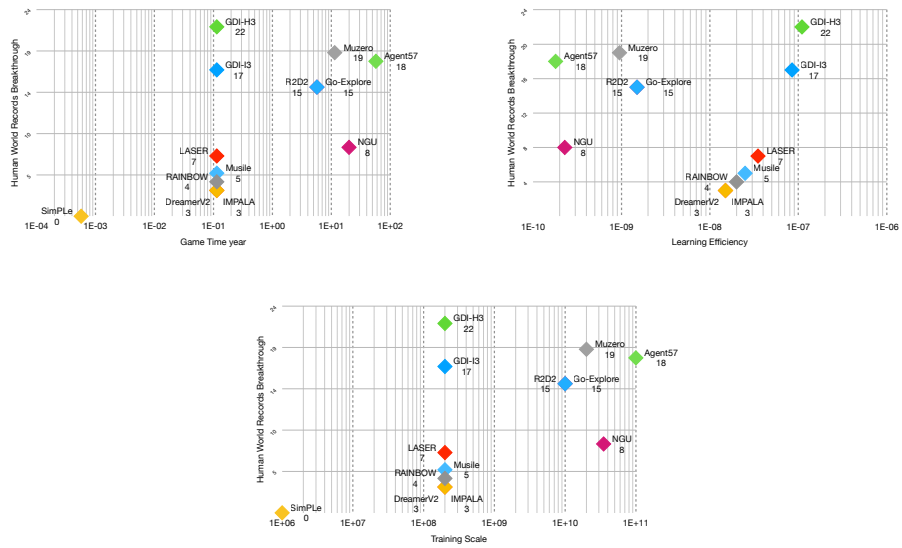 Human World Records Breakthrough
24
19
14
10
5
GDI-H3
22
GDI-I3
17
Muzero
19
Agent57
18
R2D2
15
Go-Explore
15
NGU
8
LASER
7
Musile
5
RAINBOW
4
DreamerV2
3
IMPALA
3
SimPLe
0
1E-04
1E-03
1E-02
1E-01
1E+00
1E+01
1E+02
Game Time year
Human World Records Breakthrough
24
20
16
12
8
4
GDI-H3
22
GDI-I3
17
Muzero
19
Agent57
18
R2D2
15
Go-Explore
15
NGU
8
LASER
7
Musile
5
RAINBOW
4
DreamerV2
3
IMPALA
3
1E-10
1E-09
1E-08
1E-07
1E-06
Learning Efficiency
Human World Records Breakthrough
24
19
14
10
5
GDI-H3
22
GDI-I3
17
Muzero
19
Agent57
18
R2D2
15
Go-Explore
15
NGU
8
LASER
7
Musile
5
RAINBOW
4
DreamerV2
3
IMPALA
3
SimPLe
0
1E+06
1E+07
1E+08
1E+09
1E+10
1E+11
Training Scale